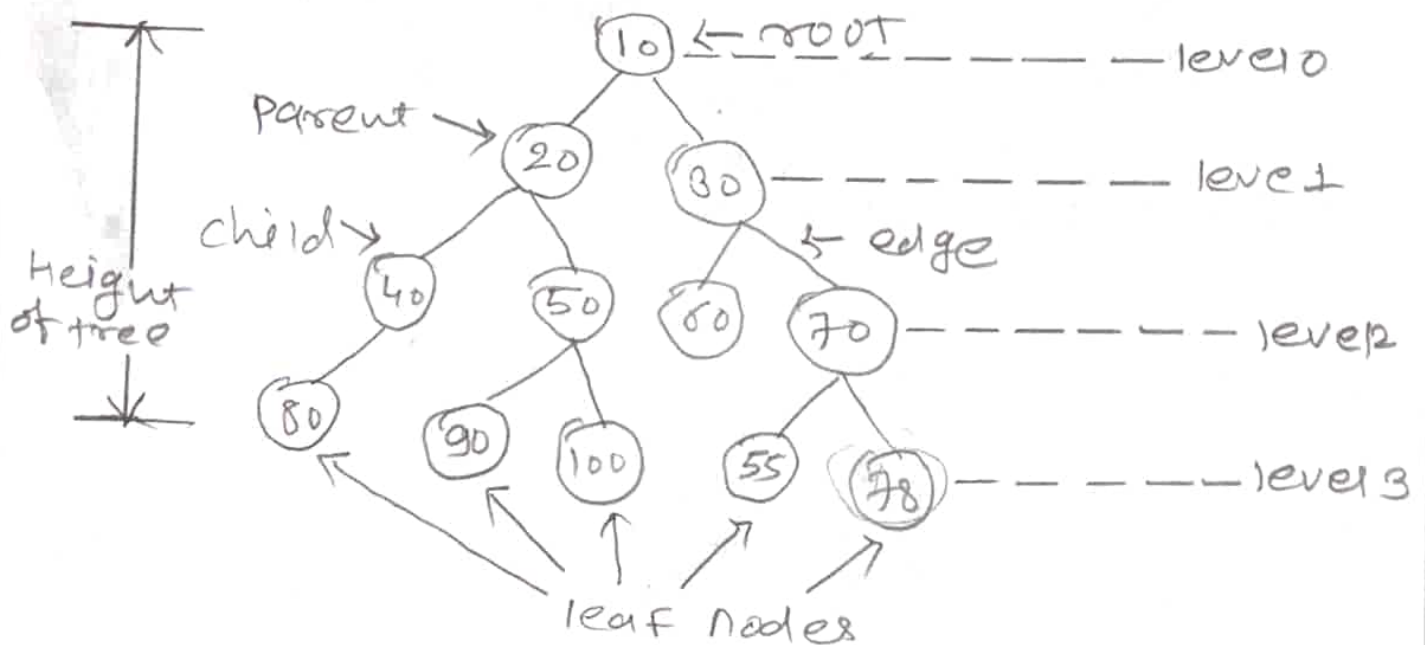 10 ← root level 0
Parent → 20
30 level 1
child → 40
← edge
Height
of tree
50 60 70 level 2
80 90 100 55 78 level 3
leaf nodes